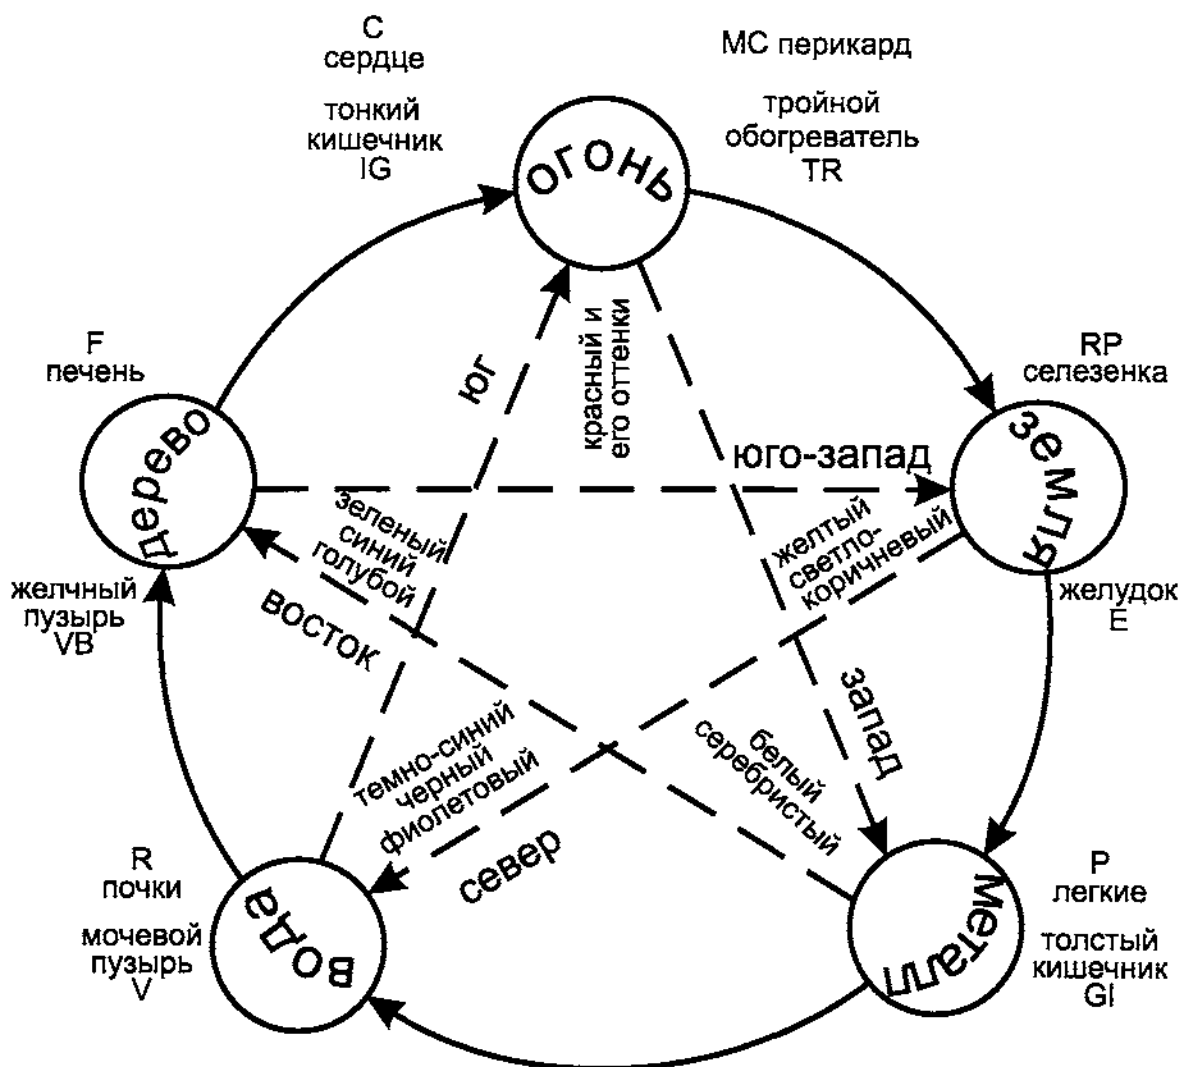 C
сердце
тонкий
кишечник
IG
MC перикард
тройной
обогреватель
TR
огонь
F
печень
дерево
желчный
пузырь
VB
юг
красный и
его оттенки
RP
селезенка
земля
желудок
E
юго-запад
зеленый
синий
голубой
восток
желтый
светло-
коричневый
запад
белый
серебристый
темно-синий
черный
фиолетовый
север
R
почки
мочевой
пузырь
V
вода
P
легкие
толстый
кишечник
GI
металл